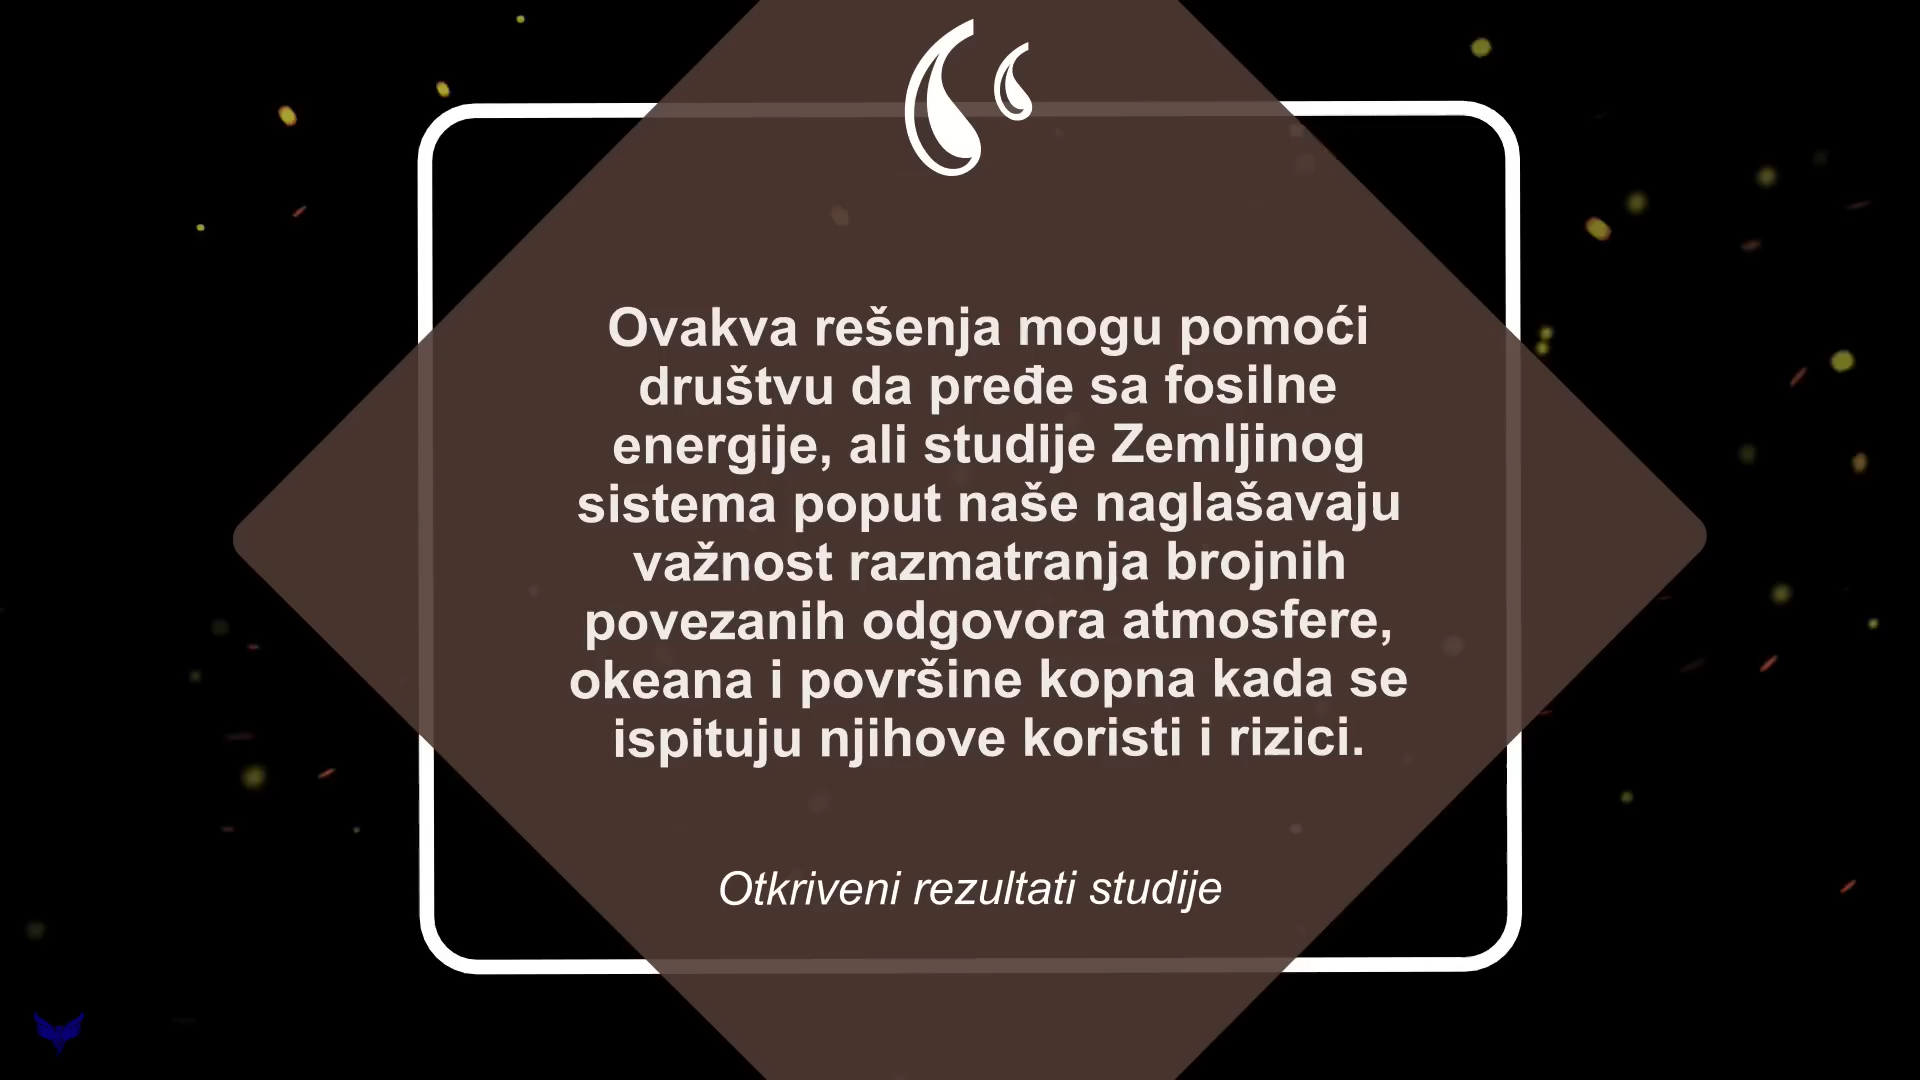 Ovakva rešenja mogu pomoći
društvu da pređe sa fosilne
energije, ali studije Zemljinog
sistema poput naše naglašavaju
važnost razmatranja brojnih
povezanih odgovora atmosfere,
okeana i površine kopna kada se
ispituju njihove koristi i rizici.
Otkriveni rezultati studije